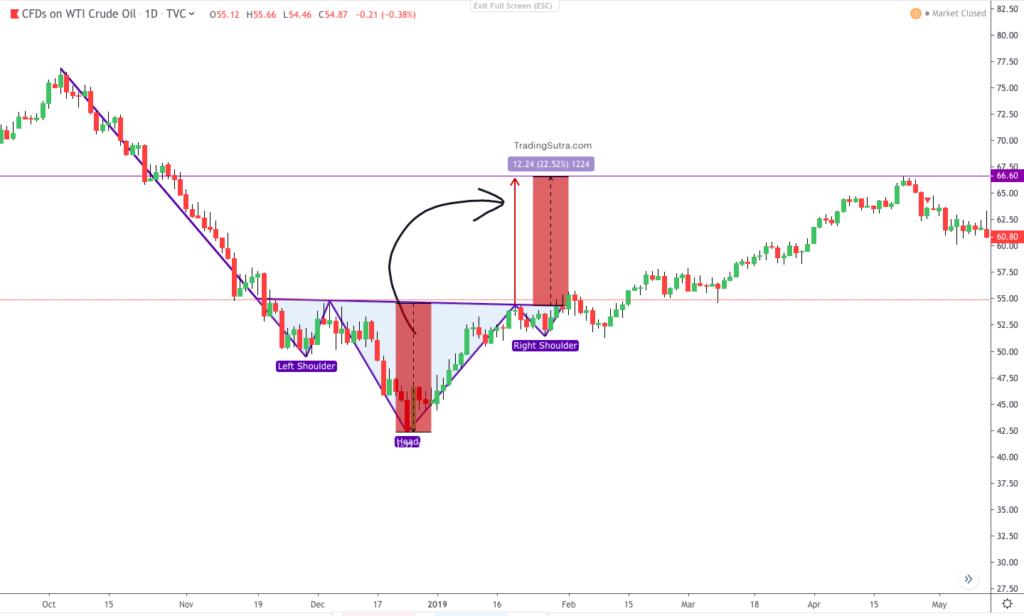 Exit Full Screen (ESC)
CFDs on WTI Crude Oil · 1D · TVC O55.12 H55.66 L54.46 C54.87 −0.21 (−0.38%)
Market Closed
82.50
80.00
77.50
75.00
72.50
70.00
67.50
66.60
65.00
62.50
60.80
60.00
57.50
55.00
52.50
50.00
47.50
45.00
42.50
40.00
37.50
35.00
32.50
30.00
27.50
TradingSutra.com
12.24 (22.52%) 1224
Left Shoulder
Right Shoulder
Head
Oct 15 Nov 19 Dec 17 2019 16 Feb 15 Mar 18 Apr 15 May